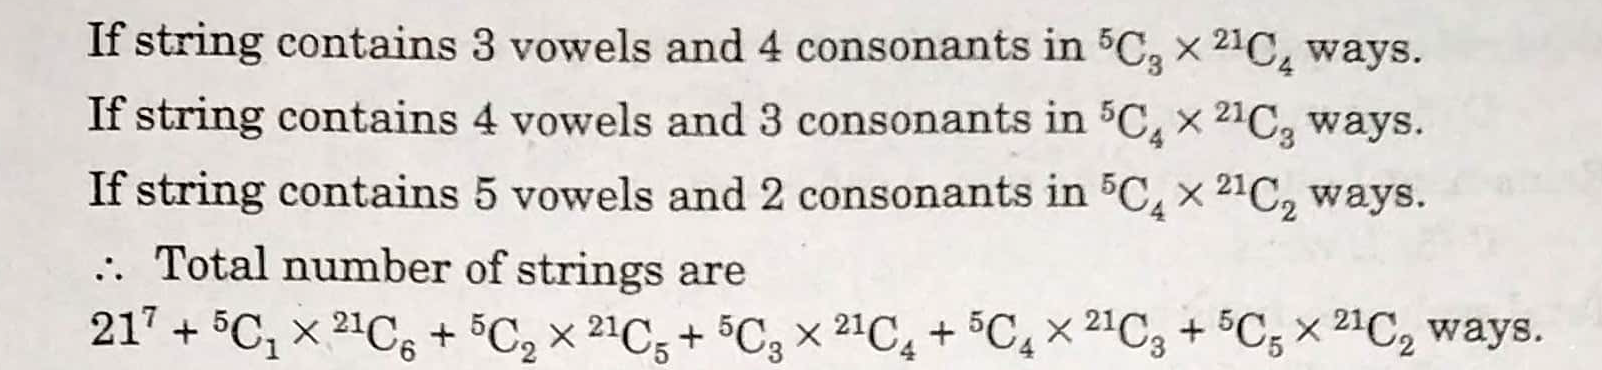 If string contains 3 vowels and 4 consonants in ⁵C₃ × ²¹C₄ ways.
If string contains 4 vowels and 3 consonants in ⁵C₄ × ²¹C₃ ways.
If string contains 5 vowels and 2 consonants in ⁵C₄ × ²¹C₂ ways.
∴ Total number of strings are
21⁷ + ⁵C₁ × ²¹C₆ + ⁵C₂ × ²¹C₅ + ⁵C₃ × ²¹C₄ + ⁵C₄ × ²¹C₃ + ⁵C₅ × ²¹C₂ ways.